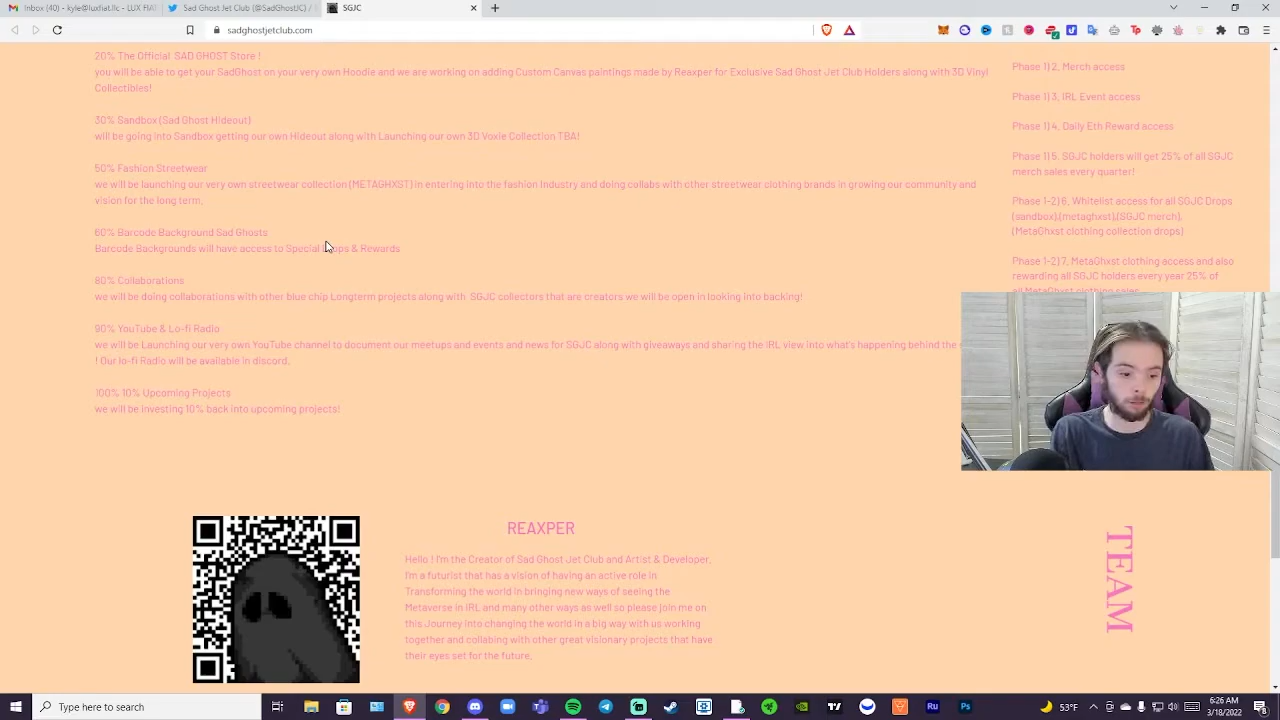 Inbox (40) - kyle@luxliat.io - LUX
Twitter
Sad Ghost Jet Club (@SadGhostJC) /
SGJC
sadghostjetclub.com
20% The Official SAD GHOST Store !
you will be able to get your SadGhost on your very own Hoodie and we are working on adding Custom Canvas paintings made by Reaxper for Exclusive Sad Ghost Jet Club Holders along with 3D Vinyl
Collectibles!
30% Sandbox (Sad Ghost Hideout)
will be going into Sandbox getting our own Hideout along with Launching our own 3D Voxie Collection TBA!
50% Fashion Streetwear
we will be launching our very own streetwear collection (METAGHXST) in entering into the fashion Industry and doing collabs with other streetwear clothing brands in growing our community and
vision for the long term.
60% Barcode Background Sad Ghosts
Barcode Backgrounds will have access to Special Drops & Rewards
80% Collaborations
we will be doing collaborations with other blue chip Longterm projects along with SGJC collectors that are creators we will be open in looking into backing!
90% YouTube & Lo-fi Radio
we will be Launching our very own YouTube channel to document our meetups and events and news for SGJC along with giveaways and sharing the IRL view into what's happening behind the
! Our lo-fi Radio will be available in discord.
100% 10% Upcoming Projects
we will be investing 10% back into upcoming projects!
Phase 1) 2. Merch access
Phase 1) 3. IRL Event access
Phase 1) 4. Daily Eth Reward access
Phase 1) 5. SGJC holders will get 25% of all SGJC
merch sales every quarter!
Phase 1-2) 6. Whitelist access for all SGJC Drops
(sandbox),(metaghxst),(SGJC merch),
(MetaGhxst clothing collection drops)
Phase 1-2) 7. MetaGhxst clothing access and also
rewarding all SGJC holders every year 25% of
all MetaGhxst clothing sales
REAXPER
Hello ! I'm the Creator of Sad Ghost Jet Club and Artist & Developer.
I'm a futurist that has a vision of having an active role in
Transforming the world in bringing new ways of seeing the
Metaverse in IRL and many other ways as well so please join me on
this Journey into changing the world in a big way with us working
together and collabing with other great visionary projects that have
their eyes set for the future.
TEAM
Type here to search
Ru
Ps
53°F
6:26 AM
3/18/2022